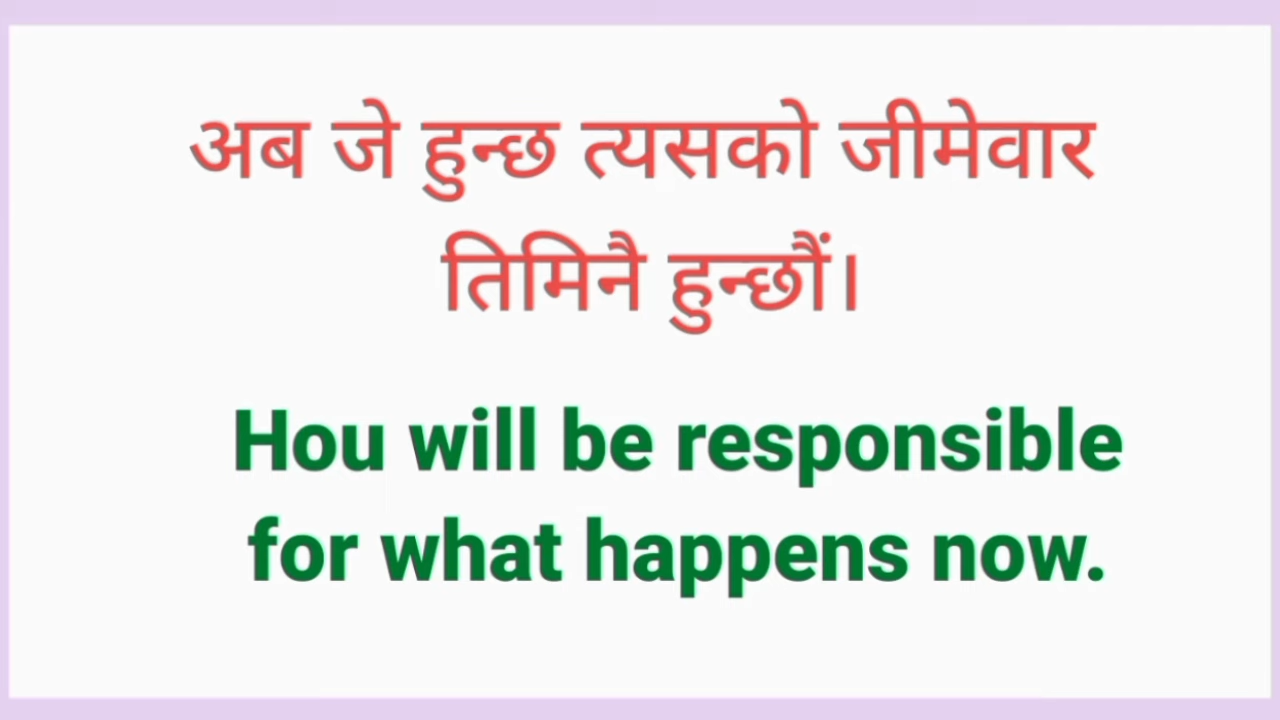 अब जे हुन्छ त्यसको जीमेवार
तिमिनै हुन्छौं।
Hou will be responsible
for what happens now.